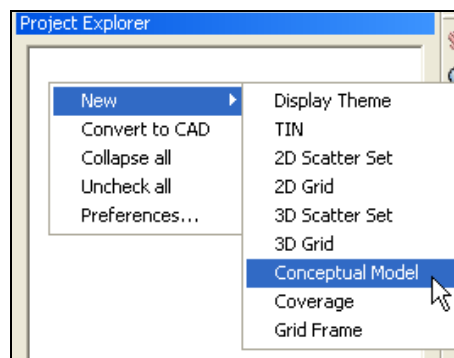 Project Explorer
New
Convert to CAD
Collapse all
Uncheck all
Preferences...
Display Theme
TIN
2D Scatter Set
2D Grid
3D Scatter Set
3D Grid
Conceptual Model
Coverage
Grid Frame